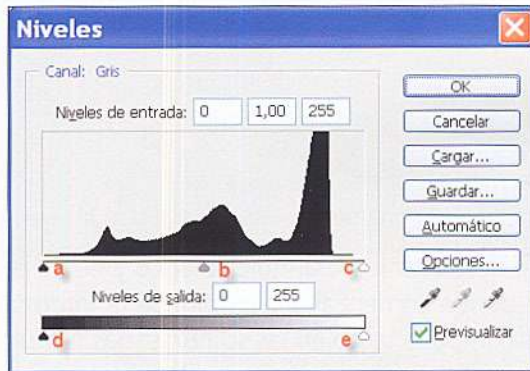 Niveles
Canal: Gris
Niveles de entrada: 0 1,00 255
a b c
Niveles de salida: 0 255
d e
OK
Cancelar
Cargar...
Guardar...
Automático
Opciones...
Previsualizar